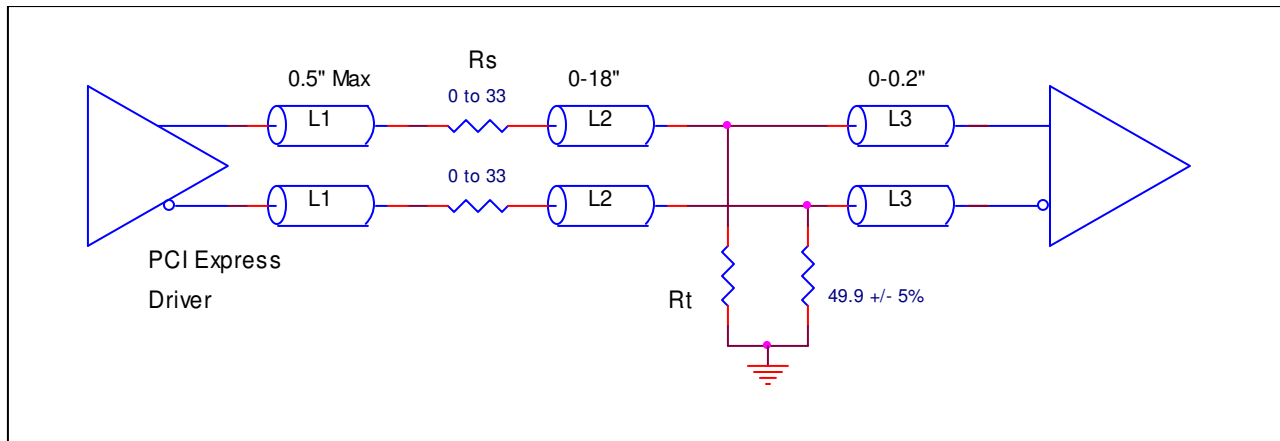 Rs
0.5" Max
0-18"
0-0.2"
0 to 33
L1
L2
L3
0 to 33
L1
L2
L3
PCI Express
Driver
Rt
49.9 +/- 5%